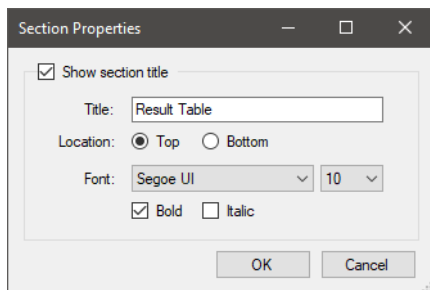 Section Properties
Show section title
Title: Result Table
Location: Top Bottom
Font: Segoe UI 10
Bold Italic
OK Cancel